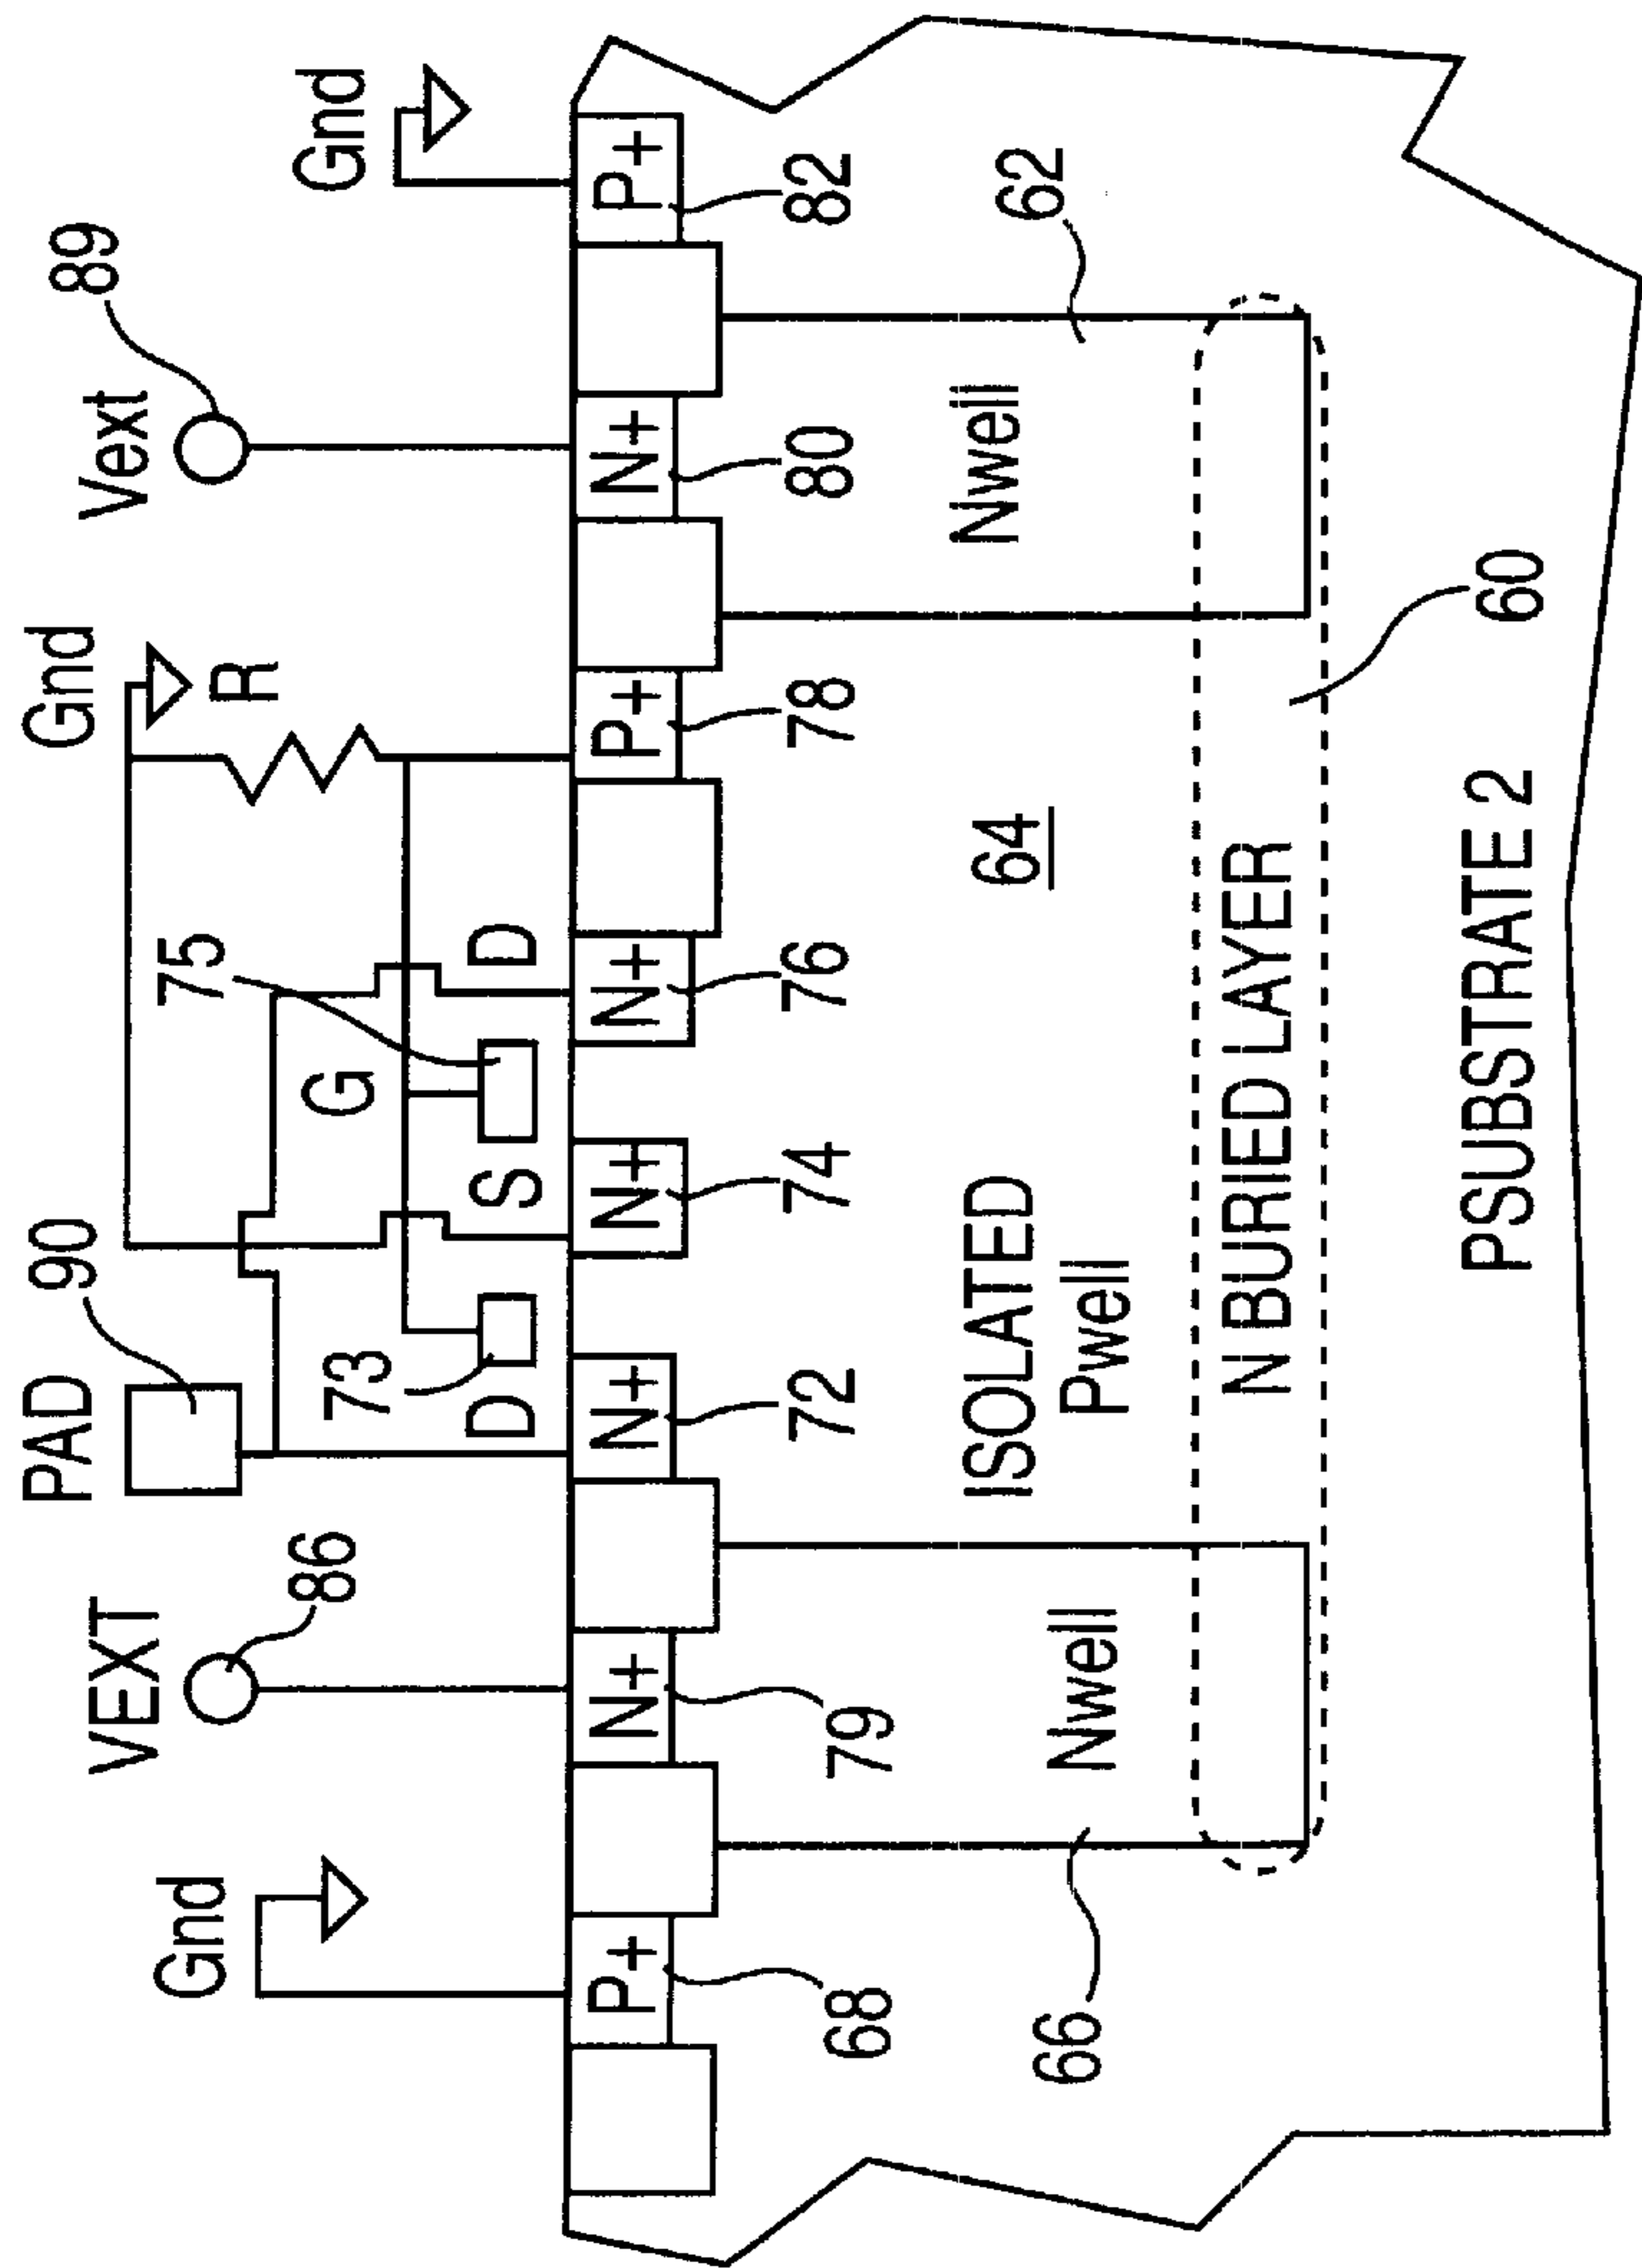 PAD
90
Gnd
VEXT
86
Vext
89
Gnd
R
Gnd
73
G
75
D
S
D
P+
N+
N+
N+
N+
P+
N+
P+
68
79
72
74
76
78
80
82
66
Nwell
ISOLATED
Pwell
64
Nwell
62
N BURIED LAYER
60
PSUBSTRATE 2